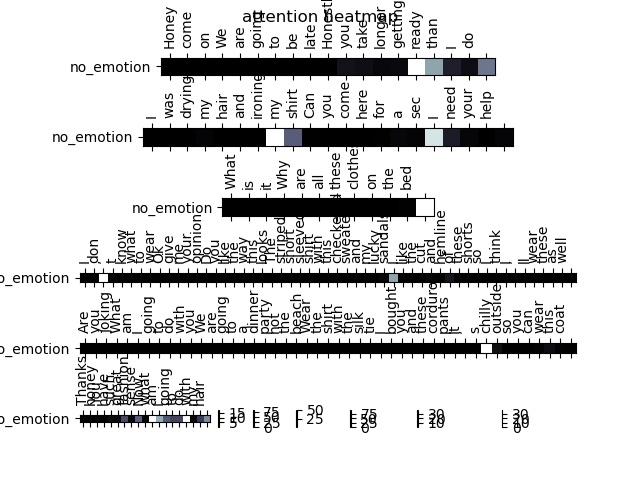 attention heatmap
Honey come on We are going to be late Honestly you take longer getting ready than I do
no_emotion
I was drying my hair and ironing my shirt Can you come here for a sec I need your help
no_emotion
What is it Why are all these clothes on the bed
no_emotion
I don t know what to wear Ok give me your opinion Do you like the way this looks The striped short sleeved shirt with this checkered sweater and my lucky sandals I bought like the cut and hemline of these shorts so I think I ll wear these as well
no_emotion
Are you joking What am I going to do with you We are going to a dinner party not the beach Wear the shirt with the silk tie I bought you and these corduroy pants It s chilly outside so you can wear this coat
no_emotion
Thanks honey have such great fashion sense Now what am I going to do with my hair
no_emotion